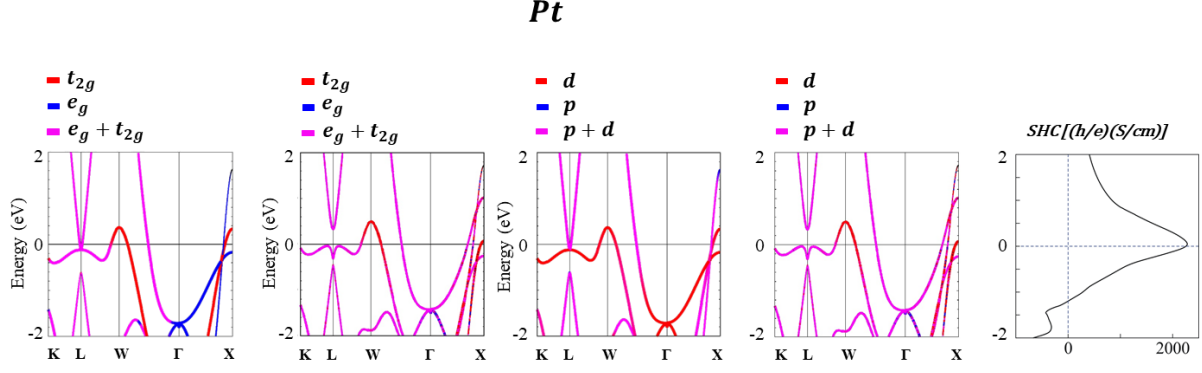 Pt
t2g
eg
eg + t2g
2
0
-2
Energy (eV)
K L W Γ X
t2g
eg
eg + t2g
2
0
-2
Energy (eV)
K L W Γ X
d
p
p + d
2
0
-2
Energy (eV)
K L W Γ X
d
p
p + d
2
0
-2
Energy (eV)
K L W Γ X
SHC[(h/e)(S/cm)]
2
0
-2
0 2000